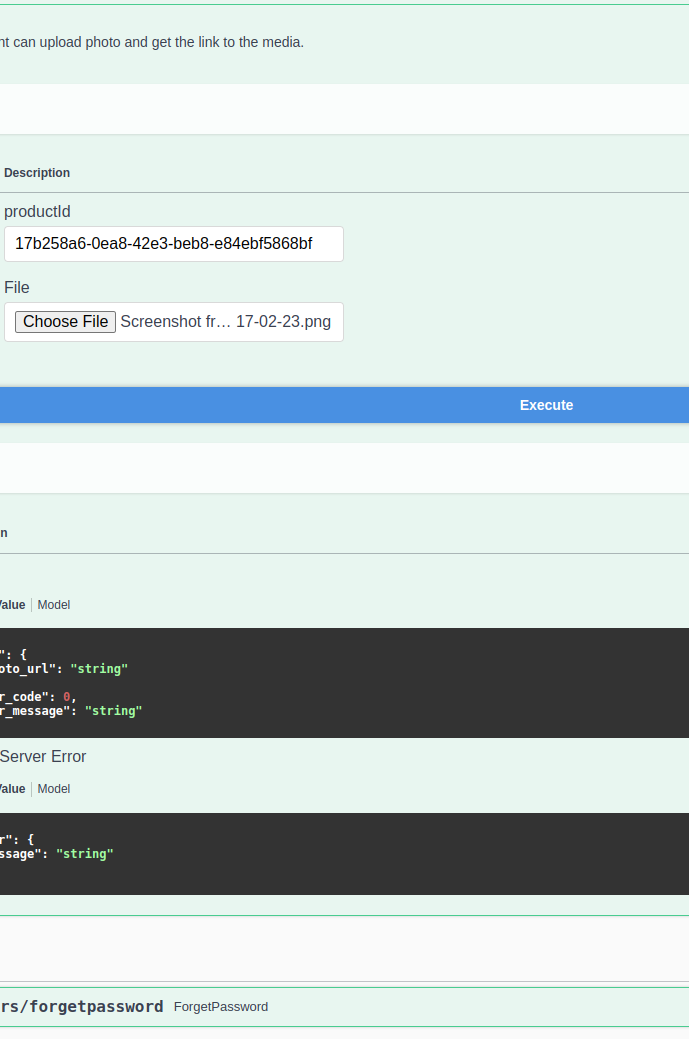 nt can upload photo and get the link to the media.
Description
productId
17b258a6-0ea8-42e3-beb8-e84ebf5868bf
File
Choose File Screenshot fr… 17-02-23.png
Execute
n
Value | Model
": {
oto_url": "string"
r_code": 0,
r_message": "string"
Server Error
Value | Model
r": {
ssage": "string"
rs/forgetpassword ForgetPassword